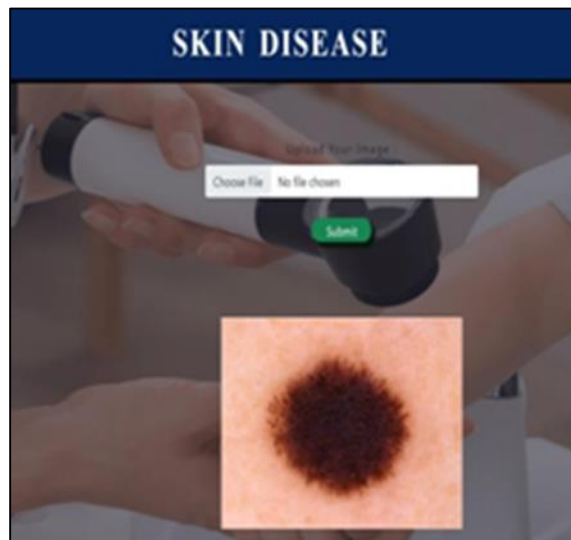 SKIN DISEASE
Upload Your Image
Choose File No file chosen
Submit